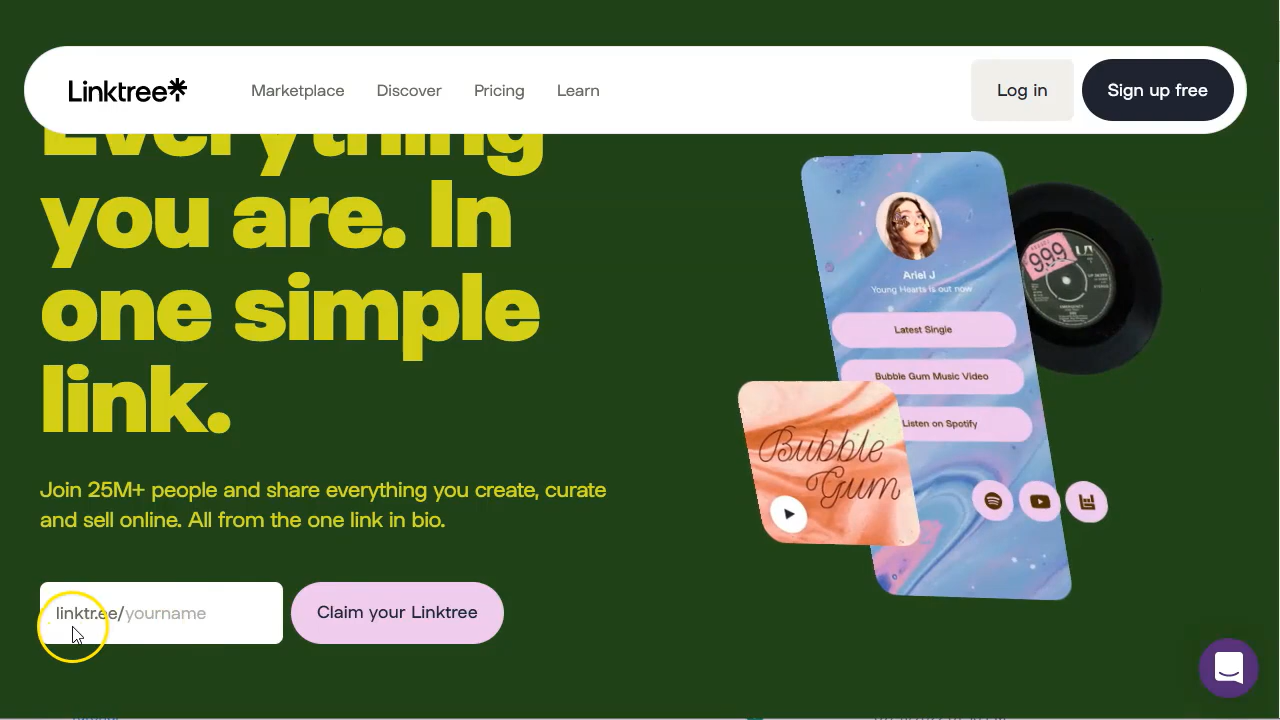 Linktree*
Marketplace
Discover
Pricing
Learn
Log in
Sign up free
Everything
you are. In
one simple
link.
Join 25M+ people and share everything you create, curate
and sell online. All from the one link in bio.
linktr.ee/yourname
Claim your Linktree
Ariel J
Young Hearts is out now
Latest Single
Bubble Gum Music Video
Listen on Spotify
Bubble
Gum
999